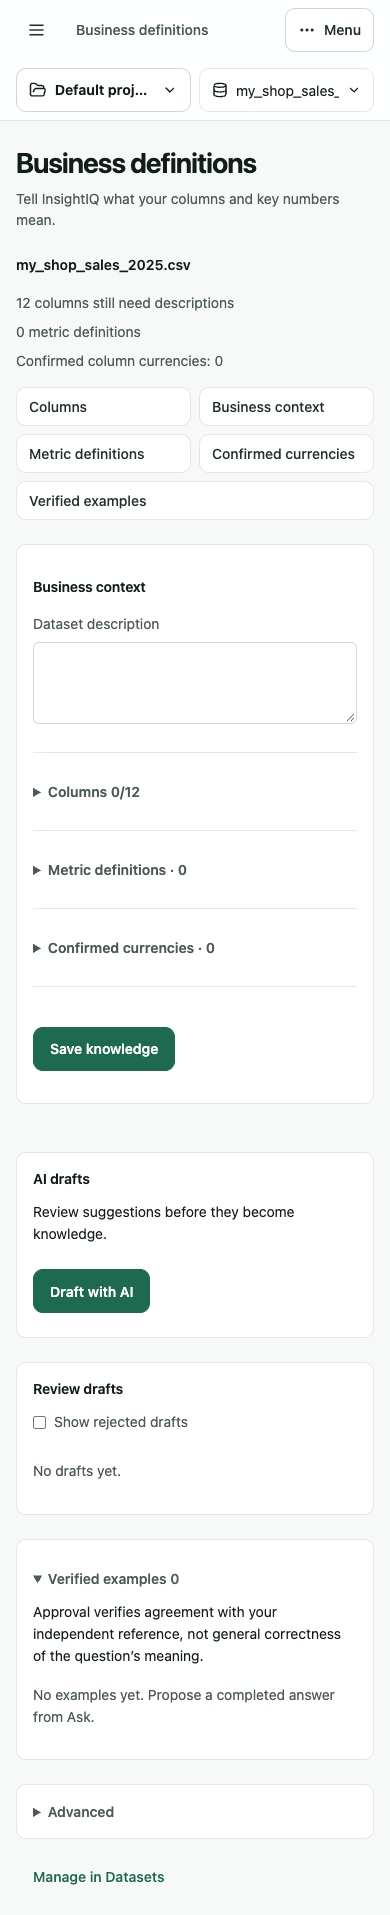 Business definitions
Menu
Default proj...
my_shop_sales_
Business definitions
Tell InsightIQ what your columns and key numbers
mean.
my_shop_sales_2025.csv
12 columns still need descriptions
0 metric definitions
Confirmed column currencies: 0
Columns
Business context
Metric definitions
Confirmed currencies
Verified examples
Business context
Dataset description
Columns 0/12
Metric definitions · 0
Confirmed currencies · 0
Save knowledge
AI drafts
Review suggestions before they become
knowledge.
Draft with AI
Review drafts
Show rejected drafts
No drafts yet.
Verified examples 0
Approval verifies agreement with your
independent reference, not general correctness
of the question’s meaning.
No examples yet. Propose a completed answer
from Ask.
Advanced
Manage in Datasets